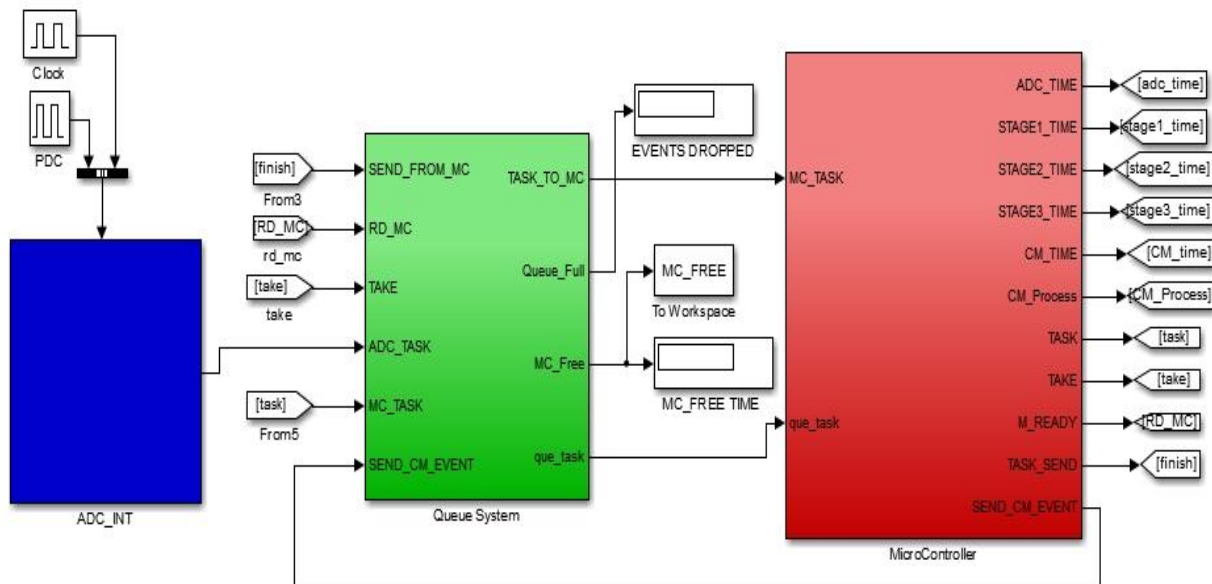 Clock
PDC
ADC_INT
[finish]
From3
[RD_MC]
rd_mc
[take]
take
[task]
From5
SEND_FROM_MC
RD_MC
TAKE
ADC_TASK
MC_TASK
SEND_CM_EVENT
TASK_TO_MC
Queue_Full
MC_Free
que_task
Queue System
EVENTS DROPPED
MC_FREE
To Workspace
MC_FREE TIME
MC_TASK
que_task
ADC_TIME
STAGE1_TIME
STAGE2_TIME
STAGE3_TIME
CM_TIME
CM_Process
TASK
TAKE
M_READY
TASK_SEND
SEND_CM_EVENT
MicroController
[adc_time]
[stage1_time]
[stage2_time]
[stage3_time]
[CM_time]
[CM_Process]
[task]
[take]
[RD_MC]
[finish]